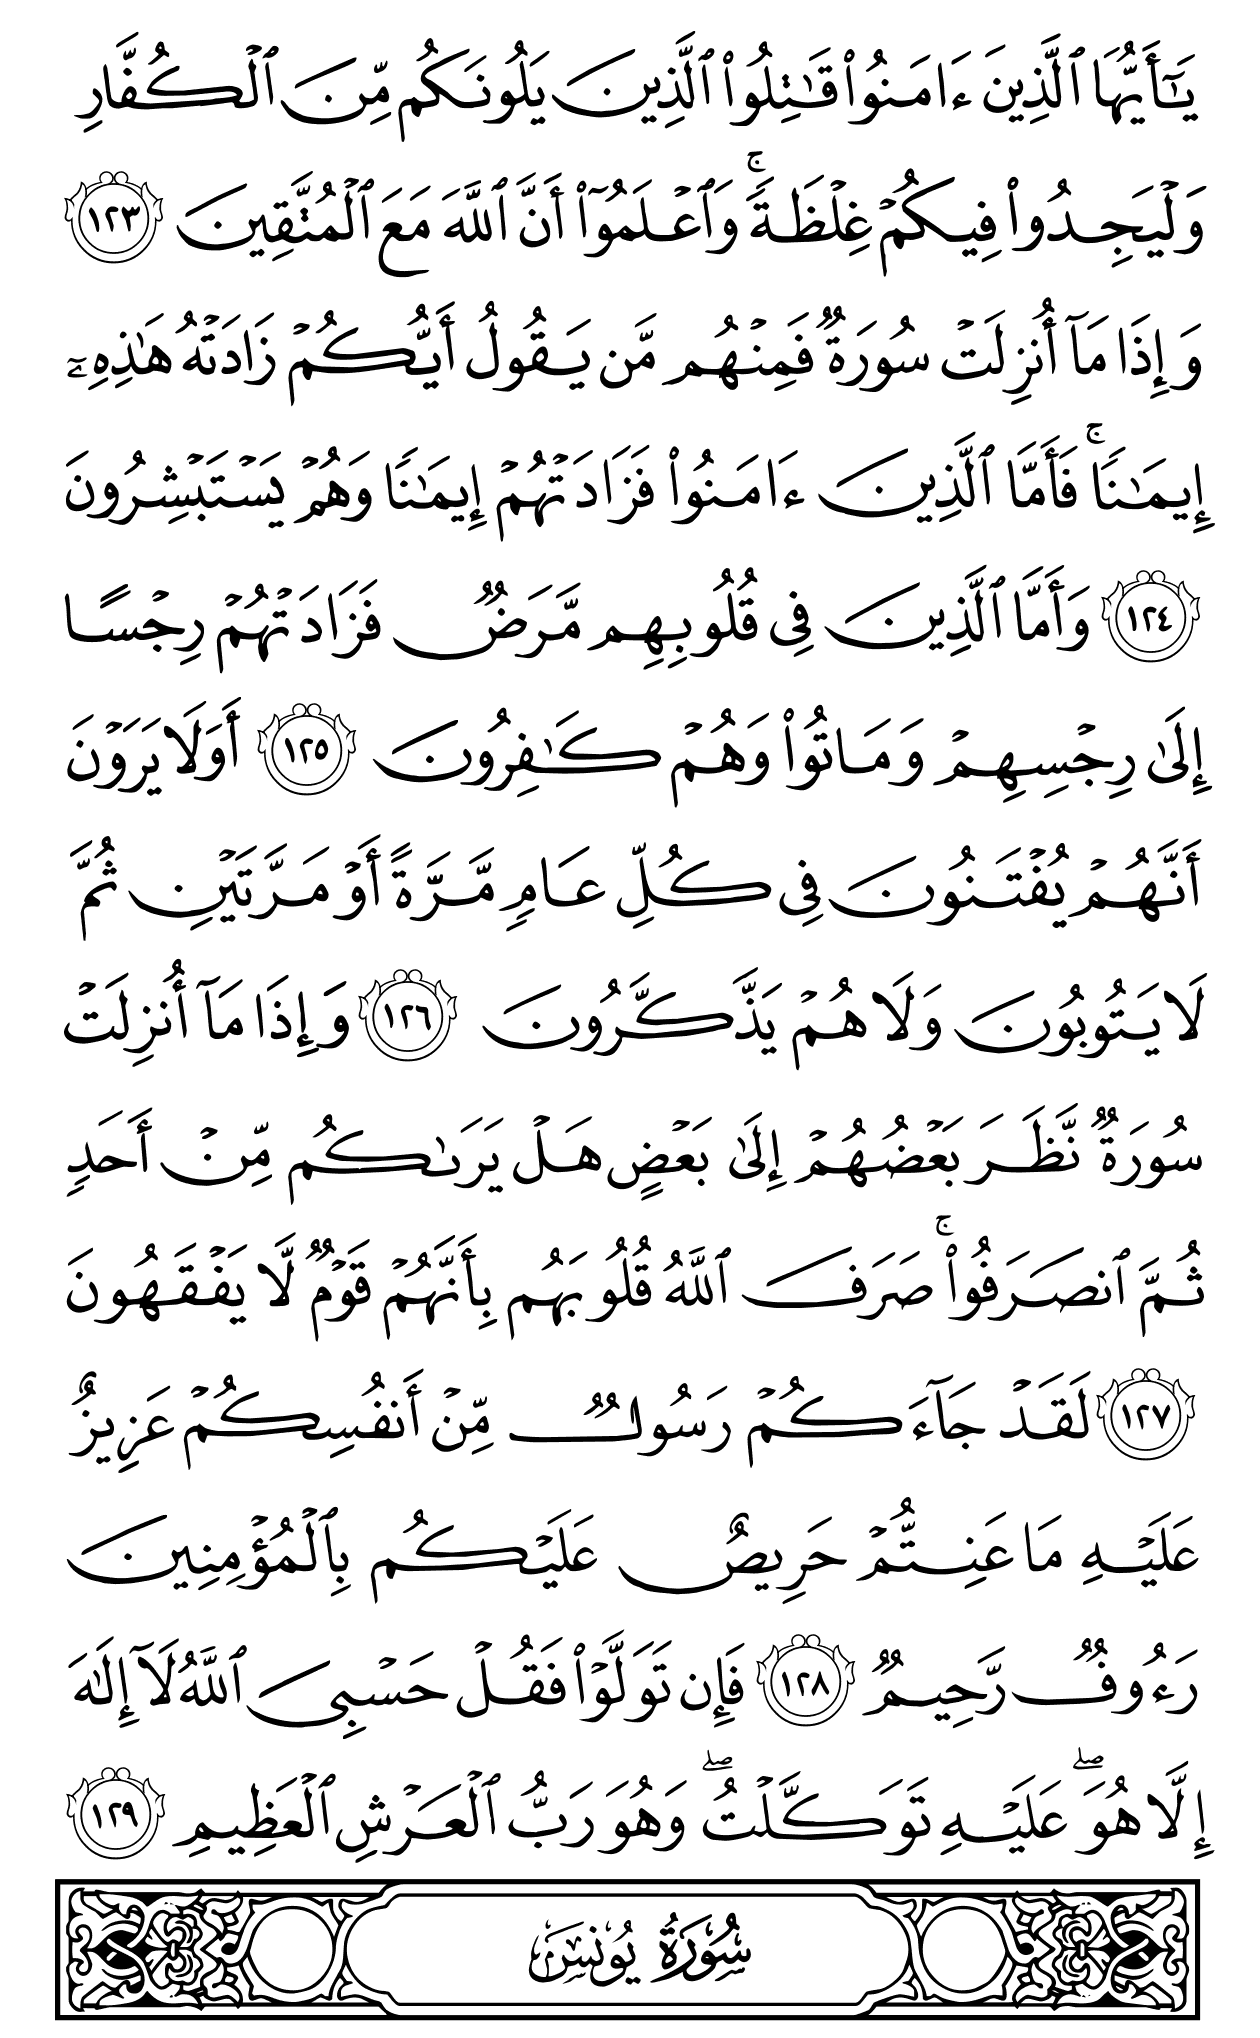 يَٰٓأَيُّهَا ٱلَّذِينَ ءَامَنُوا۟ قَٰتِلُوا۟ ٱلَّذِينَ يَلُونَكُم مِّنَ ٱلْكُفَّارِ
وَلْيَجِدُوا۟ فِيكُمْ غِلْظَةً ۚ وَٱعْلَمُوٓا۟ أَنَّ ٱللَّهَ مَعَ ٱلْمُتَّقِينَ ١٢٣
وَإِذَا مَآ أُنزِلَتْ سُورَةٌ فَمِنْهُم مَّن يَقُولُ أَيُّكُمْ زَادَتْهُ هَٰذِهِۦٓ
إِيمَٰنًا ۚ فَأَمَّا ٱلَّذِينَ ءَامَنُوا۟ فَزَادَتْهُمْ إِيمَٰنًا وَهُمْ يَسْتَبْشِرُونَ
١٢٤ وَأَمَّا ٱلَّذِينَ فِى قُلُوبِهِم مَّرَضٌ فَزَادَتْهُمْ رِجْسًا
إِلَىٰ رِجْسِهِمْ وَمَاتُوا۟ وَهُمْ كَٰفِرُونَ ١٢٥ أَوَلَا يَرَوْنَ
أَنَّهُمْ يُفْتَنُونَ فِى كُلِّ عَامٍ مَّرَّةً أَوْ مَرَّتَيْنِ ثُمَّ
لَا يَتُوبُونَ وَلَا هُمْ يَذَّكَّرُونَ ١٢٦ وَإِذَا مَآ أُنزِلَتْ
سُورَةٌ نَّظَرَ بَعْضُهُمْ إِلَىٰ بَعْضٍ هَلْ يَرَىٰكُم مِّنْ أَحَدٍ
ثُمَّ ٱنصَرَفُوا۟ ۚ صَرَفَ ٱللَّهُ قُلُوبَهُم بِأَنَّهُمْ قَوْمٌ لَّا يَفْقَهُونَ
١٢٧ لَقَدْ جَآءَكُمْ رَسُولٌ مِّنْ أَنفُسِكُمْ عَزِيزٌ
عَلَيْهِ مَا عَنِتُّمْ حَرِيصٌ عَلَيْكُم بِٱلْمُؤْمِنِينَ
رَءُوفٌ رَّحِيمٌ ١٢٨ فَإِن تَوَلَّوْا۟ فَقُلْ حَسْبِىَ ٱللَّهُ لَآ إِلَٰهَ
إِلَّا هُوَ ۖ عَلَيْهِ تَوَكَّلْتُ ۖ وَهُوَ رَبُّ ٱلْعَرْشِ ٱلْعَظِيمِ ١٢٩
سُورَةُ يُونُسَ